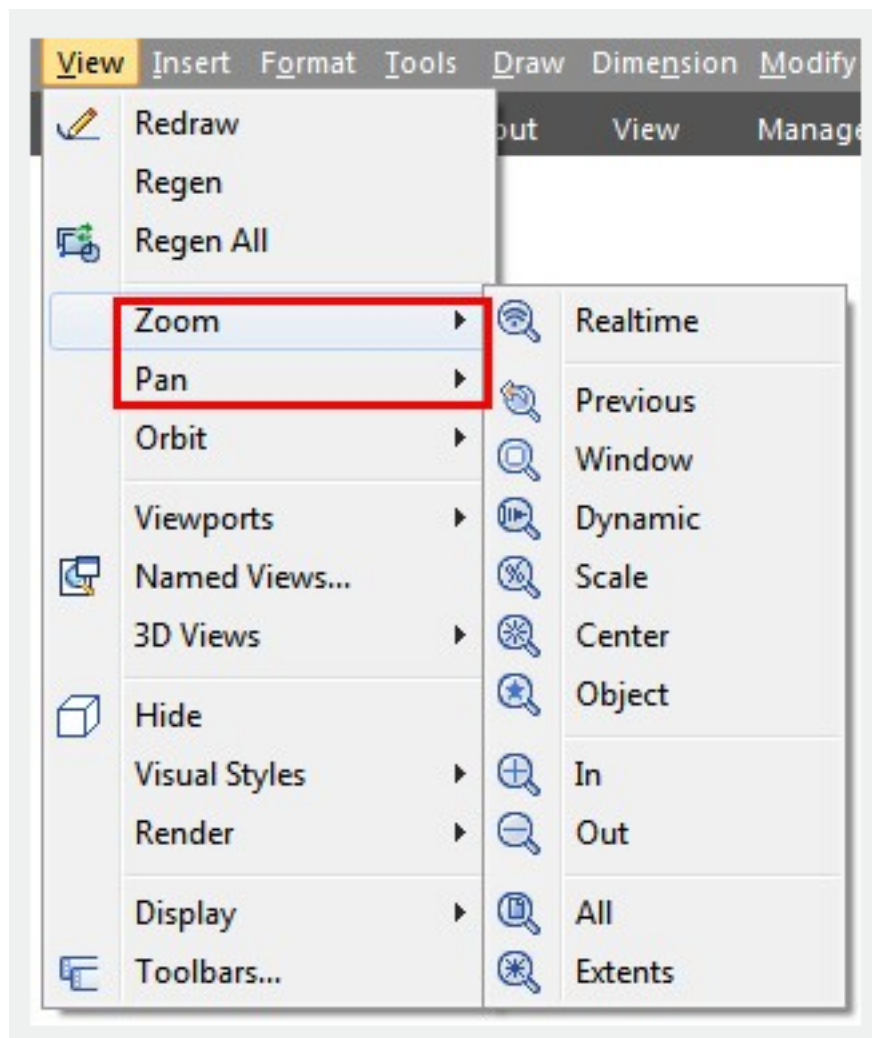 View Insert Format Tools Draw Dimension Modify
View Manage
Redraw
Regen
Regen All
Zoom
Pan
Orbit
Viewports
Named Views...
3D Views
Hide
Visual Styles
Render
Display
Toolbars...
Realtime
Previous
Window
Dynamic
Scale
Center
Object
In
Out
All
Extents